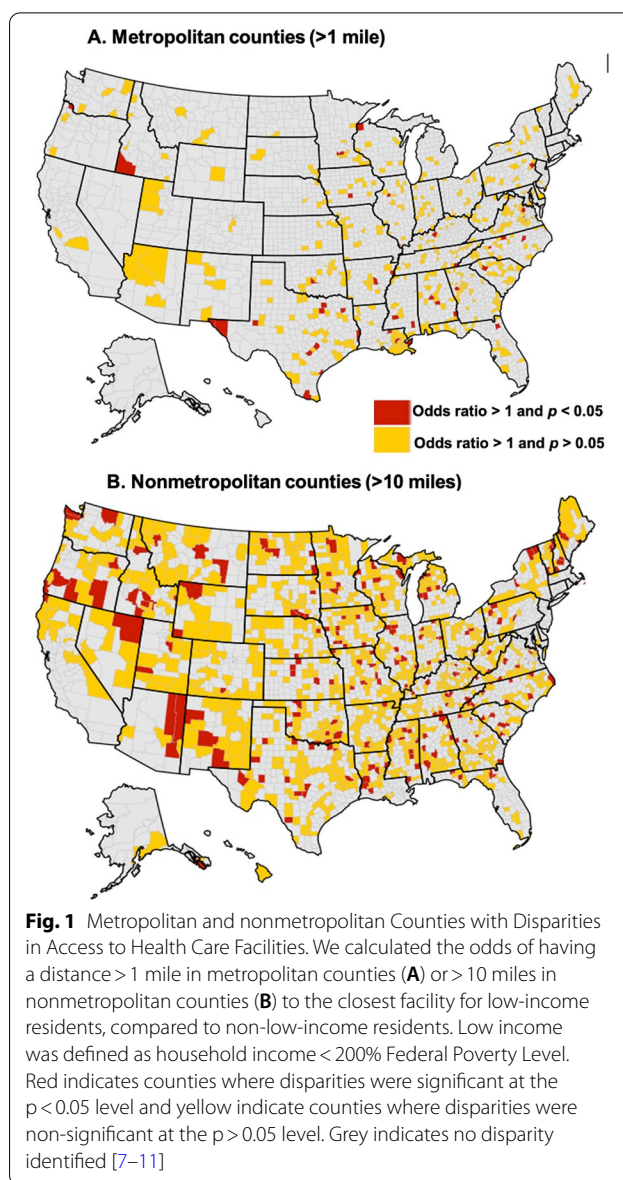 A. Metropolitan counties (>1 mile)
Odds ratio > 1 and p < 0.05
Odds ratio > 1 and p > 0.05
B. Nonmetropolitan counties (>10 miles)
Fig. 1 Metropolitan and nonmetropolitan Counties with Disparities
in Access to Health Care Facilities. We calculated the odds of having
a distance > 1 mile in metropolitan counties (A) or > 10 miles in
nonmetropolitan counties (B) to the closest facility for low-income
residents, compared to non-low-income residents. Low income
was defined as household income < 200% Federal Poverty Level.
Red indicates counties where disparities were significant at the
p < 0.05 level and yellow indicate counties where disparities were
non-significant at the p > 0.05 level. Grey indicates no disparity
identified [7–11]